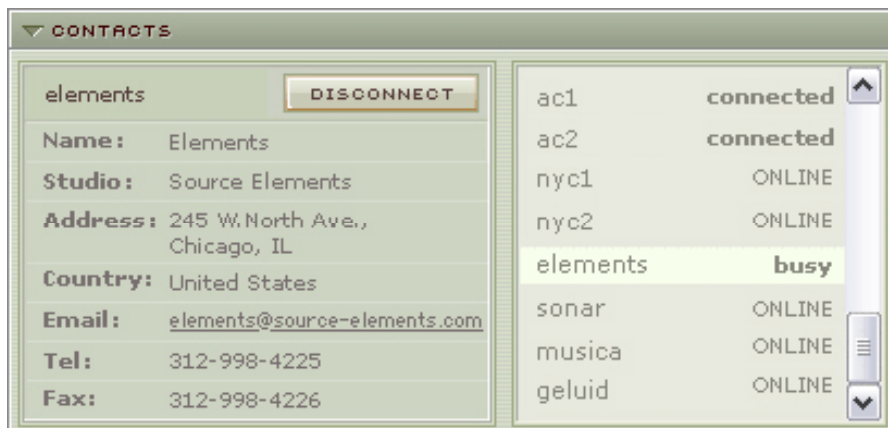 CONTACTS
elements DISCONNECT
Name: Elements
Studio: Source Elements
Address: 245 W.North Ave.,
Chicago, IL
Country: United States
Email: elements@source-elements.com
Tel: 312-998-4225
Fax: 312-998-4226
ac1 connected
ac2 connected
nyc1 ONLINE
nyc2 ONLINE
elements busy
sonar ONLINE
musica ONLINE
geluid ONLINE